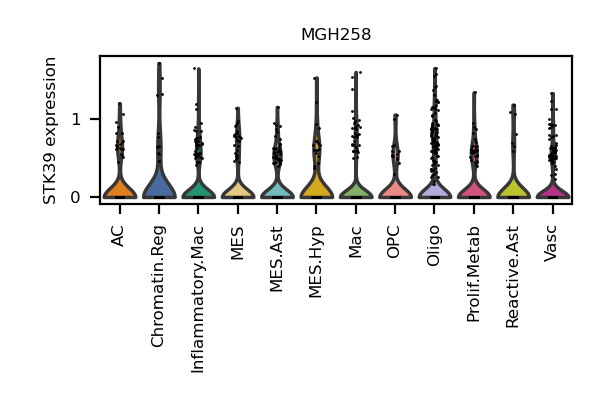 MGH258
STK39 expression
1
0
AC
Chromatin.Reg
Inflammatory.Mac
MES
MES.Ast
MES.Hyp
Mac
OPC
Oligo
Prolif.Metab
Reactive.Ast
Vasc